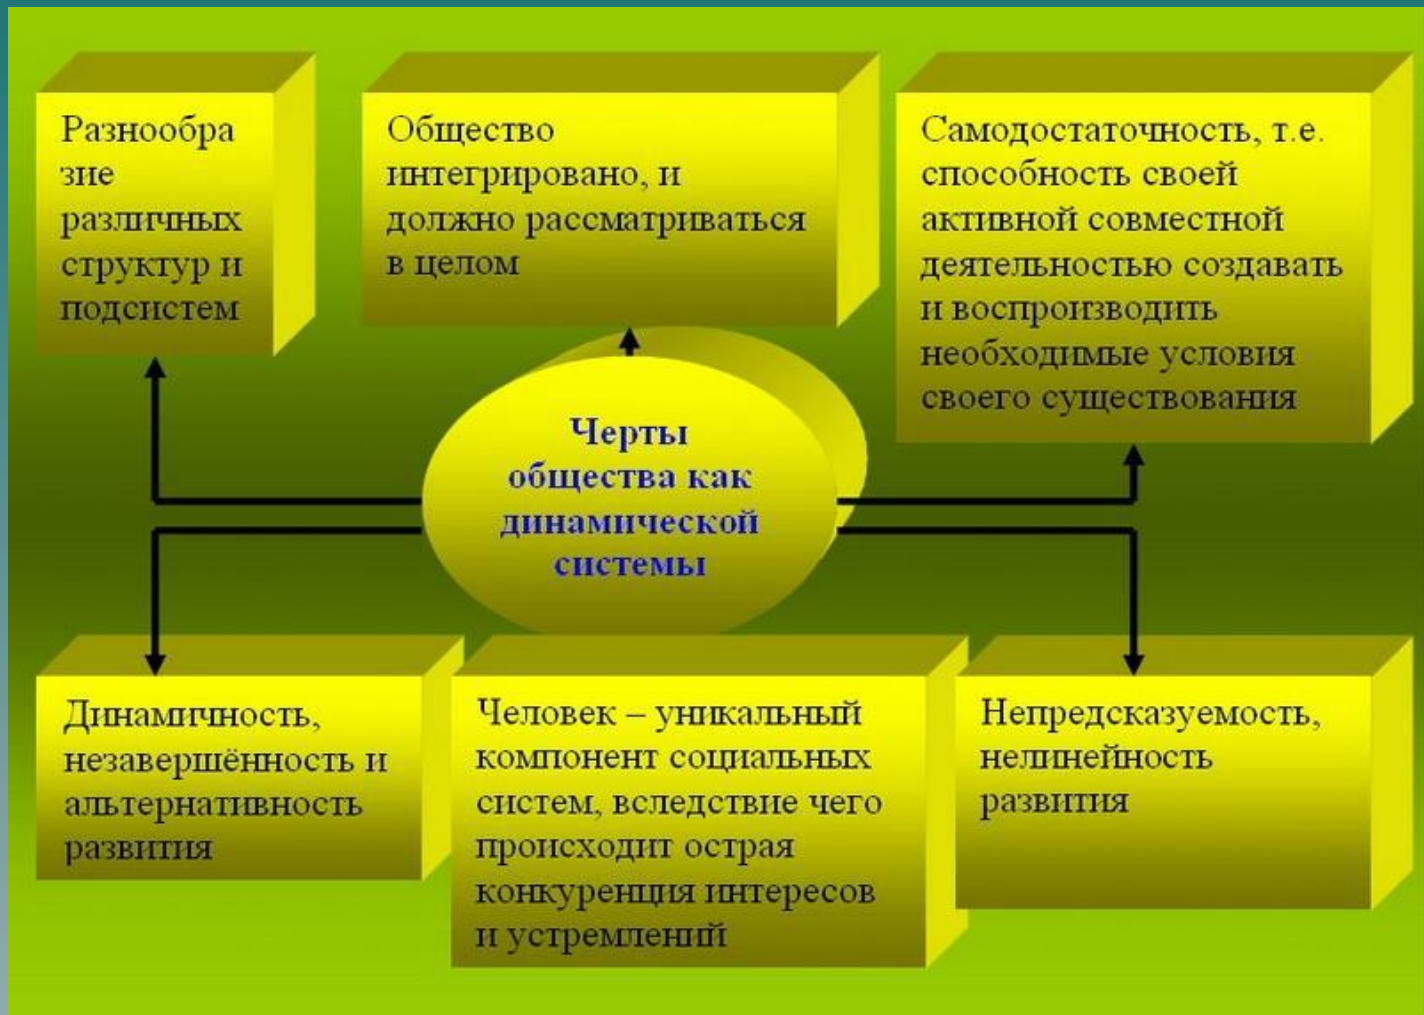 Разнообра
зие
различных
структур и
подсистем
Общество
интегрировано, и
должно рассматриваться
в целом
Самодостаточность, т.е.
способность своей
активной совместной
деятельностью создавать
и воспроизводить
необходимые условия
своего существования
Черты
общества как
динамической
системы
Динамичность,
незавершённость и
альтернативность
развития
Человек – уникальный
компонент социальных
систем, вследствие чего
происходит острая
конкуренция интересов
и устремлений
Непредсказуемость,
нелинейность
развития